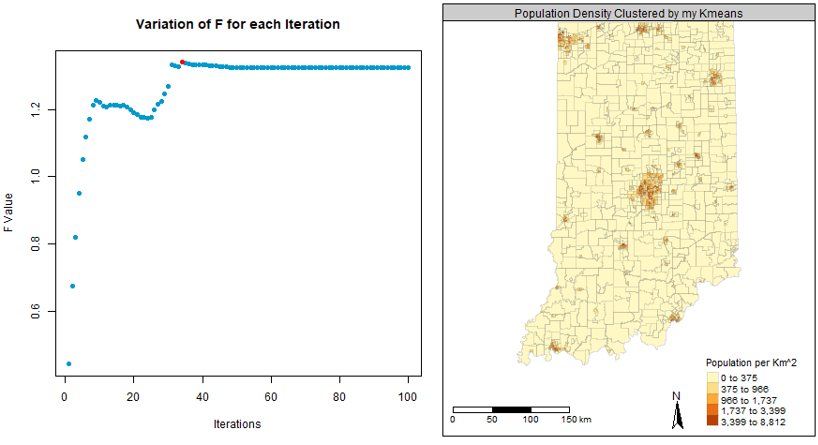 Variation of F for each Iteration
F Value
1.2
1.0
0.8
0.6
0 20 40 60 80 100
Iterations
Population Density Clustered by my Kmeans
Population per Km^2
0 to 375
375 to 966
966 to 1,737
1,737 to 3,399
3,399 to 8,812
N
0 50 100 150 km